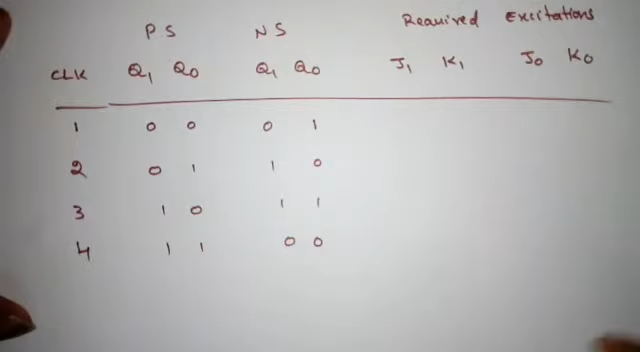 PS NS Required Excitations
CLK Q1 Q0 Q1 Q0 J1 K1 J0 K0
1 0 0 0 1
2 0 1 1 0
3 1 0 1 1
4 1 1 0 0